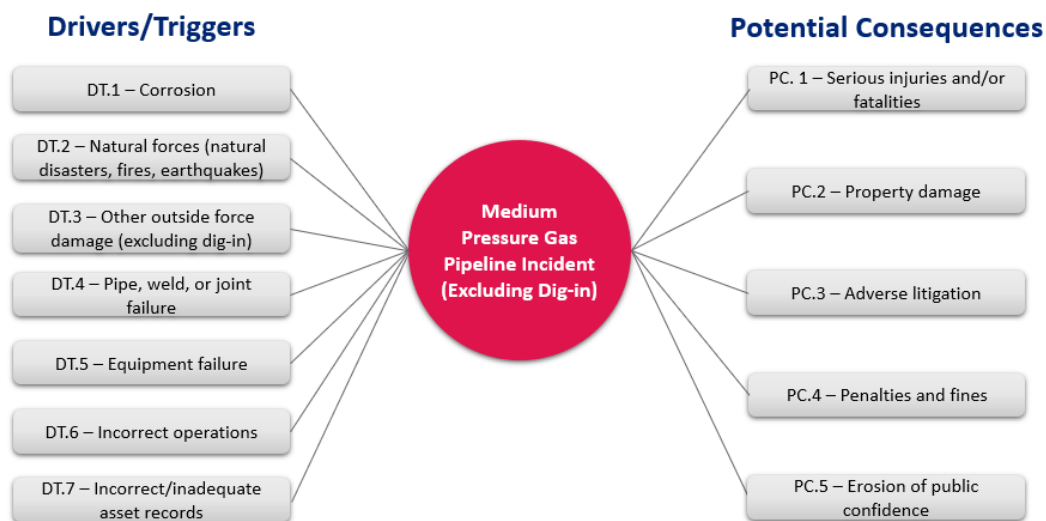 Drivers/Triggers
DT.1 – Corrosion
DT.2 – Natural forces (natural
disasters, fires, earthquakes)
DT.3 – Other outside force
damage (excluding dig-in)
DT.4 – Pipe, weld, or joint
failure
DT.5 – Equipment failure
DT.6 – Incorrect operations
DT.7 – Incorrect/inadequate
asset records
Medium
Pressure Gas
Pipeline Incident
(Excluding Dig-in)
Potential Consequences
PC. 1 – Serious injuries and/or
fatalities
PC.2 – Property damage
PC.3 – Adverse litigation
PC.4 – Penalties and fines
PC.5 – Erosion of public
confidence